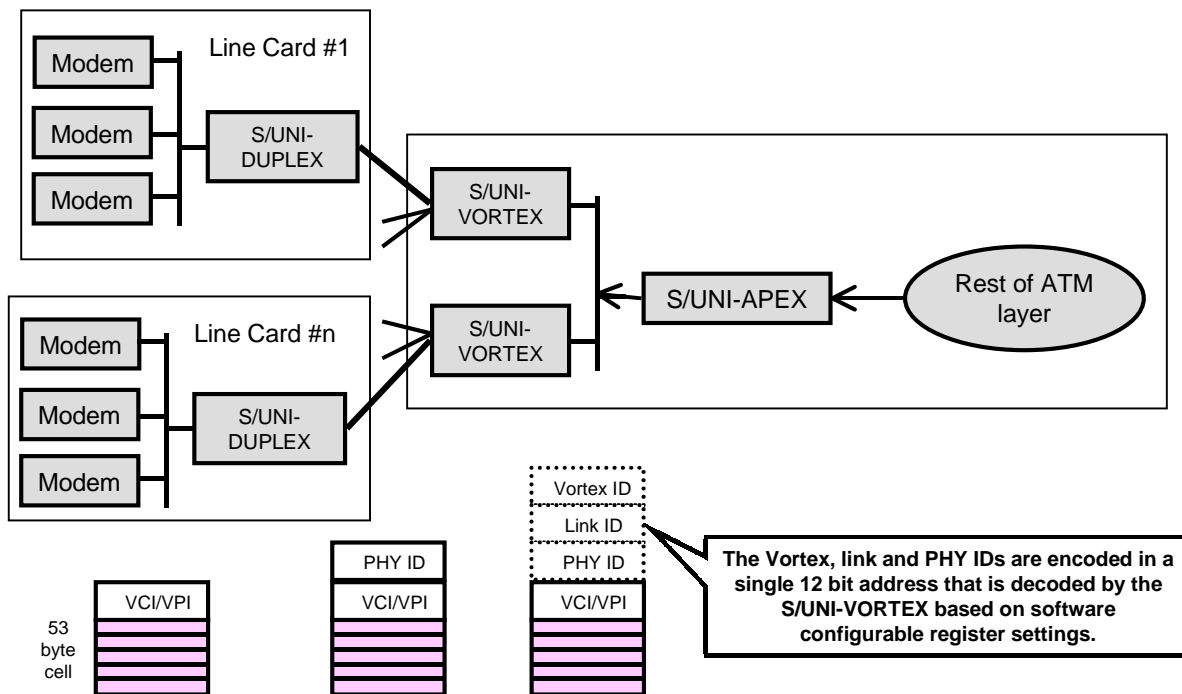 Line Card #1
Modem
Modem
Modem
S/UNI-
DUPLEX
S/UNI-
VORTEX
S/UNI-
VORTEX
S/UNI-APEX
Rest of ATM
layer
Line Card #n
Modem
Modem
Modem
S/UNI-
DUPLEX
53
byte
cell
VCI/VPI
PHY ID
VCI/VPI
Vortex ID
Link ID
PHY ID
VCI/VPI
The Vortex, link and PHY IDs are encoded in a
single 12 bit address that is decoded by the
S/UNI-VORTEX based on software
configurable register settings.